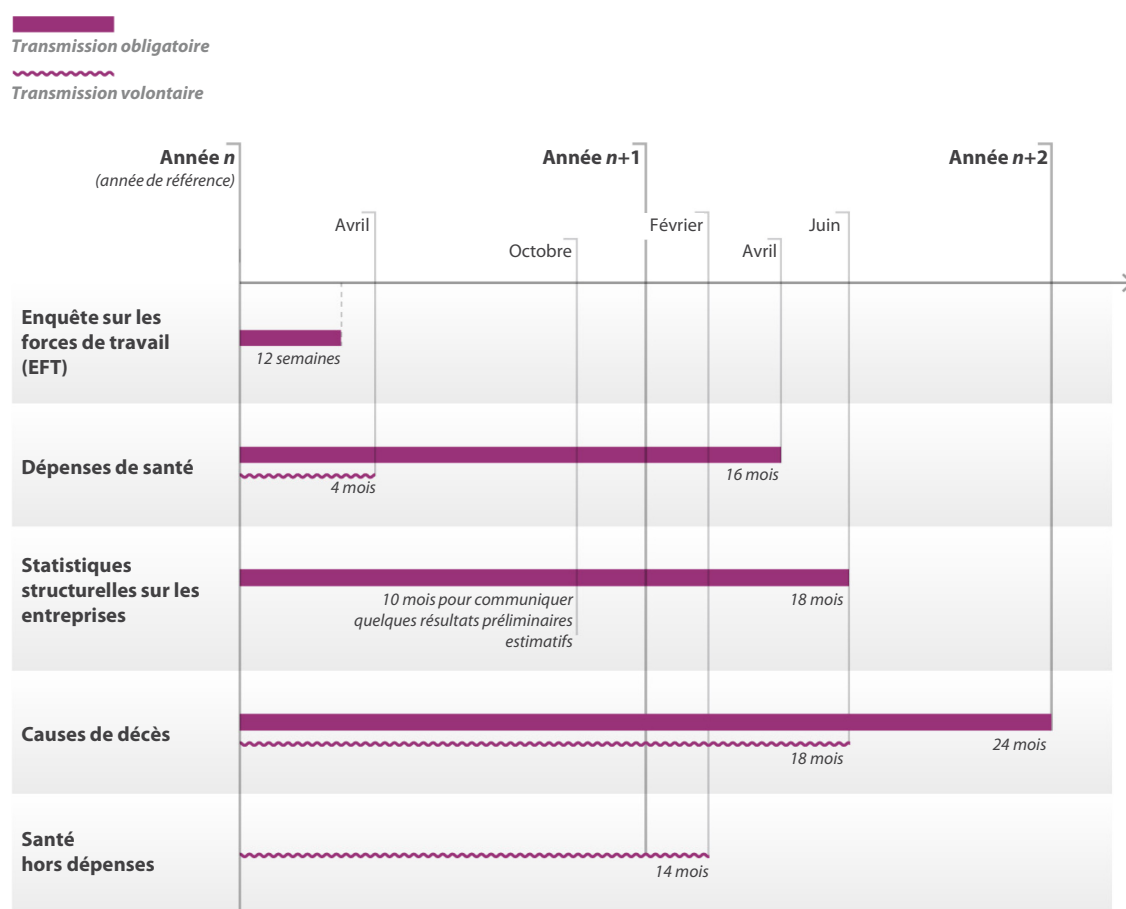 Transmission obligatoire
Transmission volontaire
Année n
(année de référence)
Année n+1
Année n+2
Avril
Février
Juin
Octobre
Avril
Enquête sur les
forces de travail
(EFT)
12 semaines
Dépenses de santé
16 mois
4 mois
Statistiques
structurelles sur les
entreprises
10 mois pour communiquer
quelques résultats préliminaires
estimatifs
18 mois
Causes de décès
24 mois
18 mois
Santé
hors dépenses
14 mois